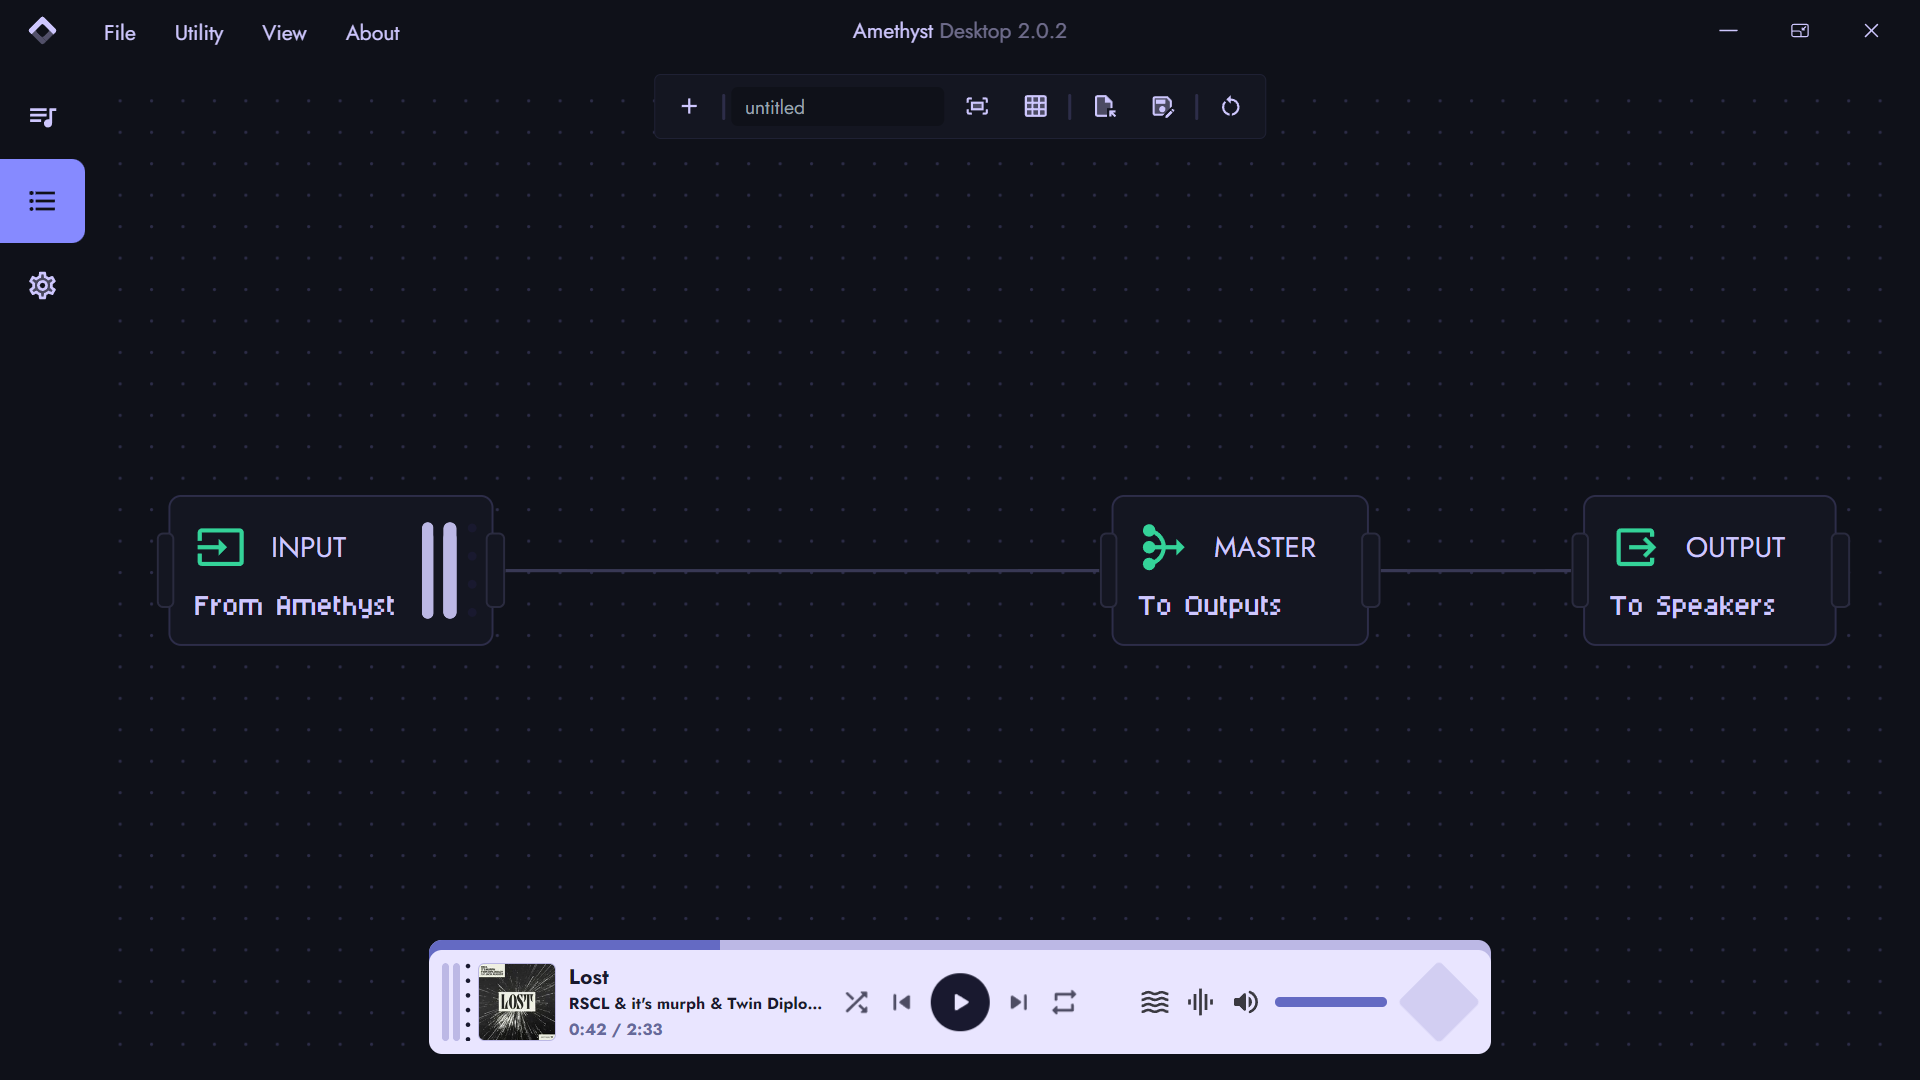 File Utility View About Amethyst Desktop 2.0.2
untitled
INPUT
From Amethyst
MASTER
To Outputs
OUTPUT
To Speakers
LOST
Lost
RSCL & it's murph & Twin Diplo...
0:42 / 2:33